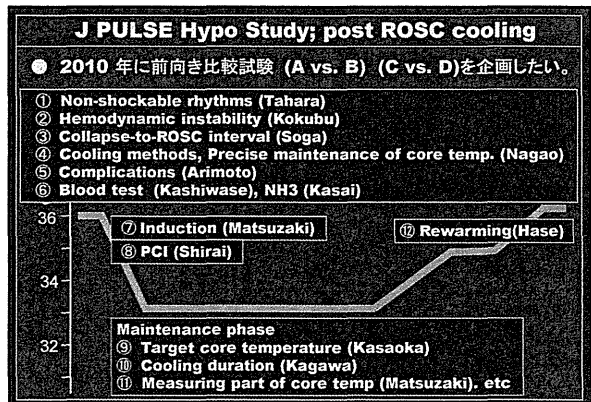 J PULSE Hypo Study; post ROSC cooling
● 2010 年に前向き比較試験 (A vs. B) (C vs. D)を企画したい。
① Non-shockable rhythms (Tahara)
② Hemodynamic instability (Kokubu)
③ Collapse-to-ROSC interval (Soga)
④ Cooling methods, Precise maintenance of core temp. (Nagao)
⑤ Complications (Arimoto)
⑥ Blood test (Kashiwase), NH3 (Kasai)
36
⑦ Induction (Matsuzaki)
⑧ PCI (Shirai)
⑫ Rewarming(Hase)
34
Maintenance phase
⑨ Target core temperature (Kasaoka)
⑩ Cooling duration (Kagawa)
⑪ Measuring part of core temp (Matsuzaki). etc
32